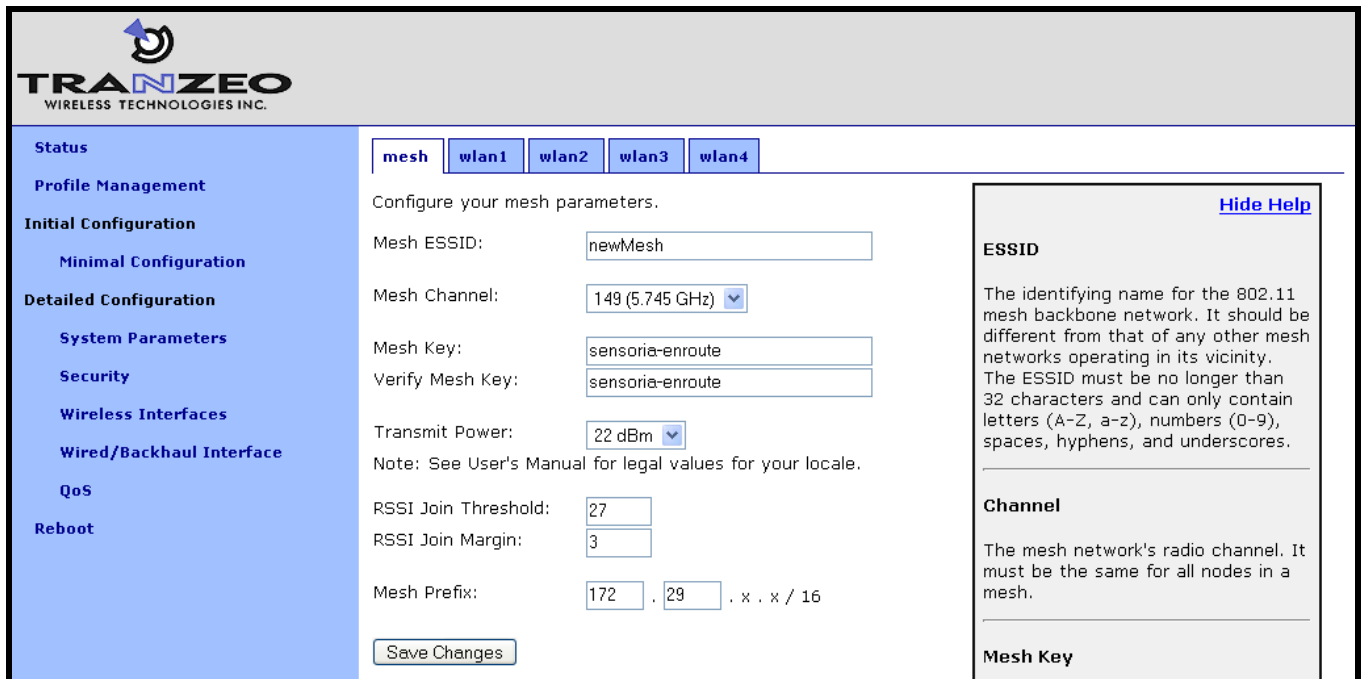 TRANZEO
WIRELESS TECHNOLOGIES INC.
Status
Profile Management
Initial Configuration
Minimal Configuration
Detailed Configuration
System Parameters
Security
Wireless Interfaces
Wired/Backhaul Interface
QoS
Reboot
mesh wlan1 wlan2 wlan3 wlan4
Configure your mesh parameters.
Mesh ESSID: newMesh
Mesh Channel: 149 (5.745 GHz)
Mesh Key: sensoria-enroute
Verify Mesh Key: sensoria-enroute
Transmit Power: 22 dBm
Note: See User's Manual for legal values for your locale.
RSSI Join Threshold: 27
RSSI Join Margin: 3
Mesh Prefix: 172 . 29 . x . x / 16
Save Changes
Hide Help
ESSID
The identifying name for the 802.11
mesh backbone network. It should be
different from that of any other mesh
networks operating in its vicinity.
The ESSID must be no longer than
32 characters and can only contain
letters (A-Z, a-z), numbers (0-9),
spaces, hyphens, and underscores.
Channel
The mesh network's radio channel. It
must be the same for all nodes in a
mesh.
Mesh Key